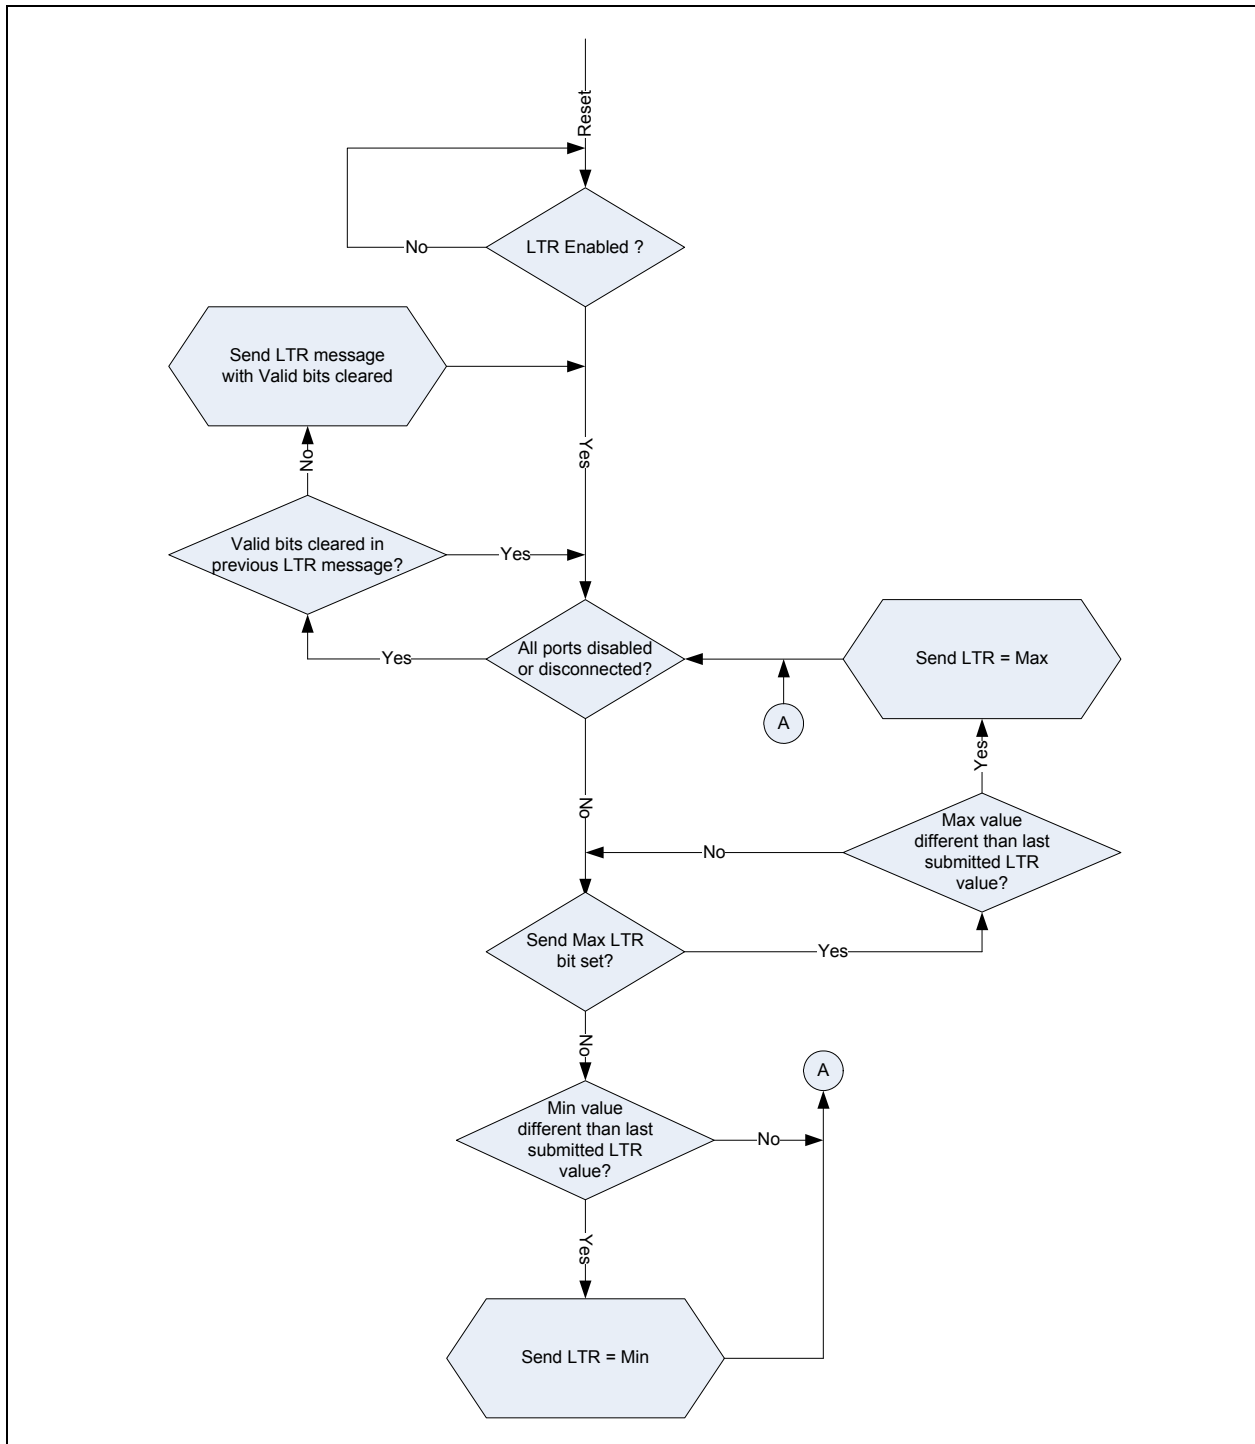 Reset
LTR Enabled ?
No
Send LTR message
with Valid bits cleared
Yes
No
Valid bits cleared in
previous LTR message?
Yes
All ports disabled
or disconnected?
Yes
Send LTR = Max
A
No
Yes
Max value
different than last
submitted LTR
value?
No
Send Max LTR
bit set?
Yes
No
A
Min value
different than last
submitted LTR
value?
No
Yes
Send LTR = Min